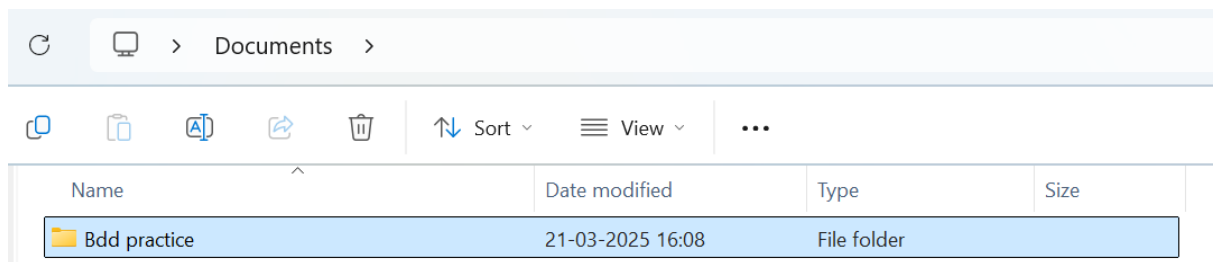 Documents
Sort View
Name Date modified Type Size
Bdd practice 21-03-2025 16:08 File folder